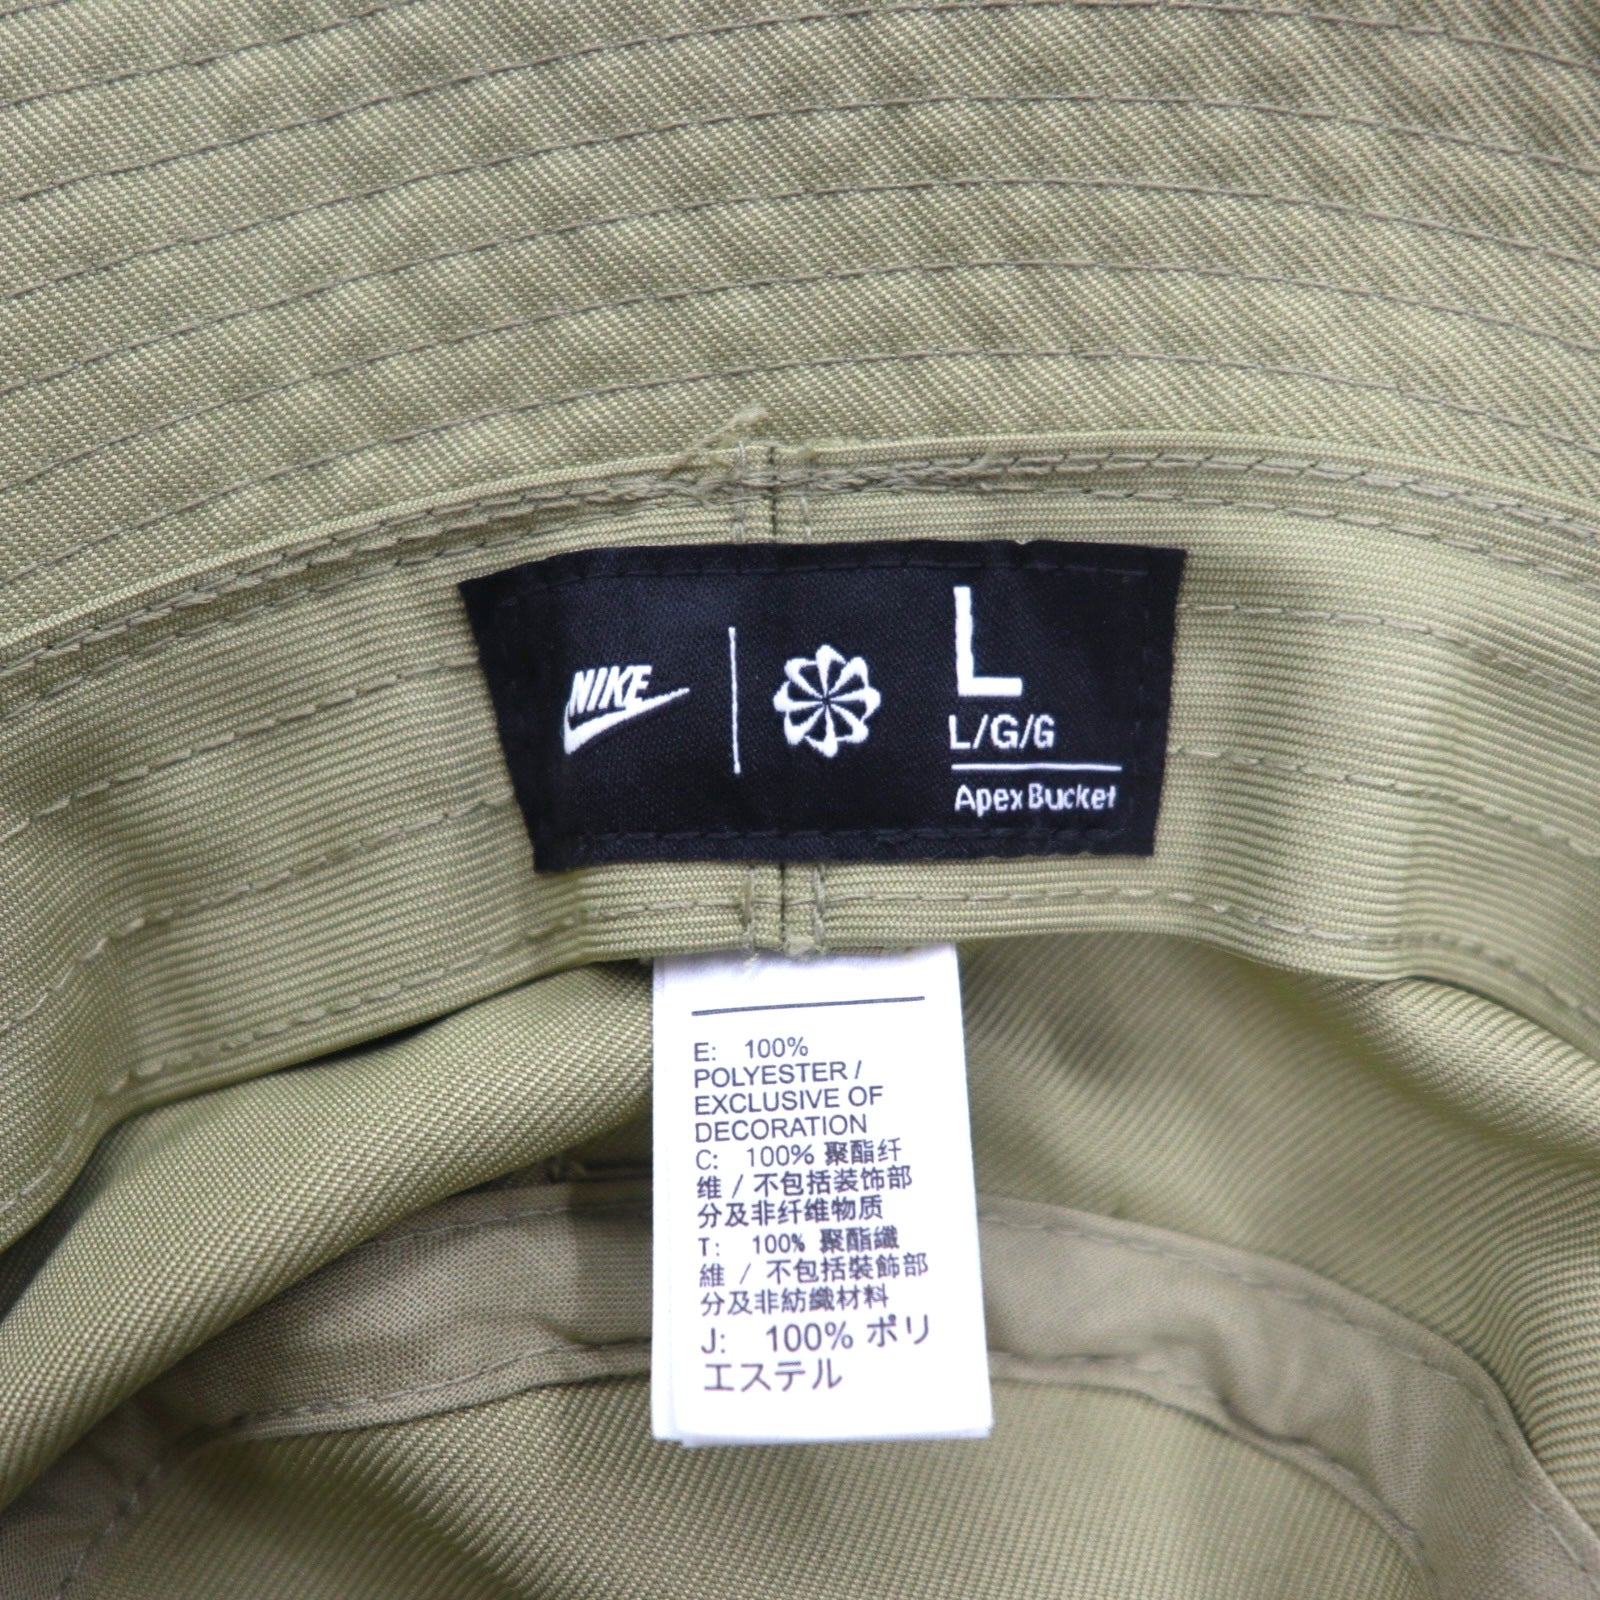 NIKE
L
L/G/G
Apex Bucket
E: 100%
POLYESTER /
EXCLUSIVE OF
DECORATION
C: 100% 聚酯纤
维 / 不包括装饰部
分及非纤维物质
T: 100% 聚酯纖
維 / 不包括裝飾部
分及非紡織材料
J: 100% ポリ
エステル